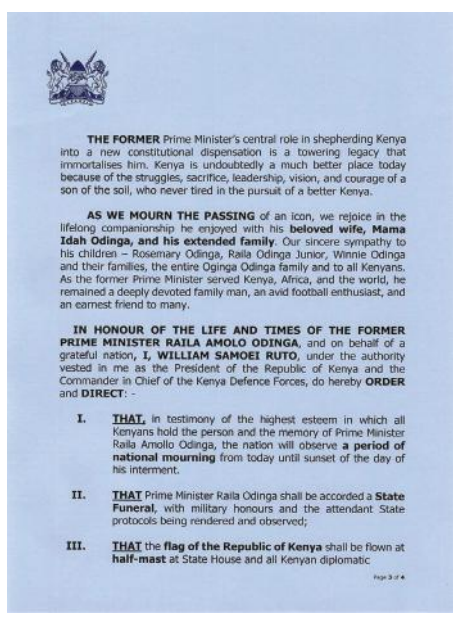 THE FORMER Prime Minister's central role in shepherding Kenya
into a new constitutional dispensation is a towering legacy that
immortalises him. Kenya is undoubtedly a much better place today
because of the struggles, sacrifice, leadership, vision, and courage of a
son of the soil, who never tired in the pursuit of a better Kenya.
AS WE MOURN THE PASSING of an icon, we rejoice in the
lifelong companionship he enjoyed with his beloved wife, Mama
Idah Odinga, and his extended family. Our sincere sympathy to
his children – Rosemary Odinga, Raila Odinga Junior, Winnie Odinga
and their families, the entire Oginga Odinga family and to all Kenyans.
As the former Prime Minister served Kenya, Africa, and the world, he
remained a deeply devoted family man, an avid football enthusiast, and
an earnest friend to many.
IN HONOUR OF THE LIFE AND TIMES OF THE FORMER
PRIME MINISTER RAILA AMOLO ODINGA, and on behalf of a
grateful nation, I, WILLIAM SAMOEI RUTO, under the authority
vested in me as the President of the Republic of Kenya and the
Commander in Chief of the Kenya Defence Forces, do hereby ORDER
and DIRECT: -
I. THAT, in testimony of the highest esteem in which all
Kenyans hold the person and the memory of Prime Minister
Raila Amollo Odinga, the nation will observe a period of
national mourning from today until sunset of the day of
his interment.
II. THAT Prime Minister Raila Odinga shall be accorded a State
Funeral, with military honours and the attendant State
protocols being rendered and observed;
III. THAT the flag of the Republic of Kenya shall be flown at
half-mast at State House and all Kenyan diplomatic
Page 3 of 4